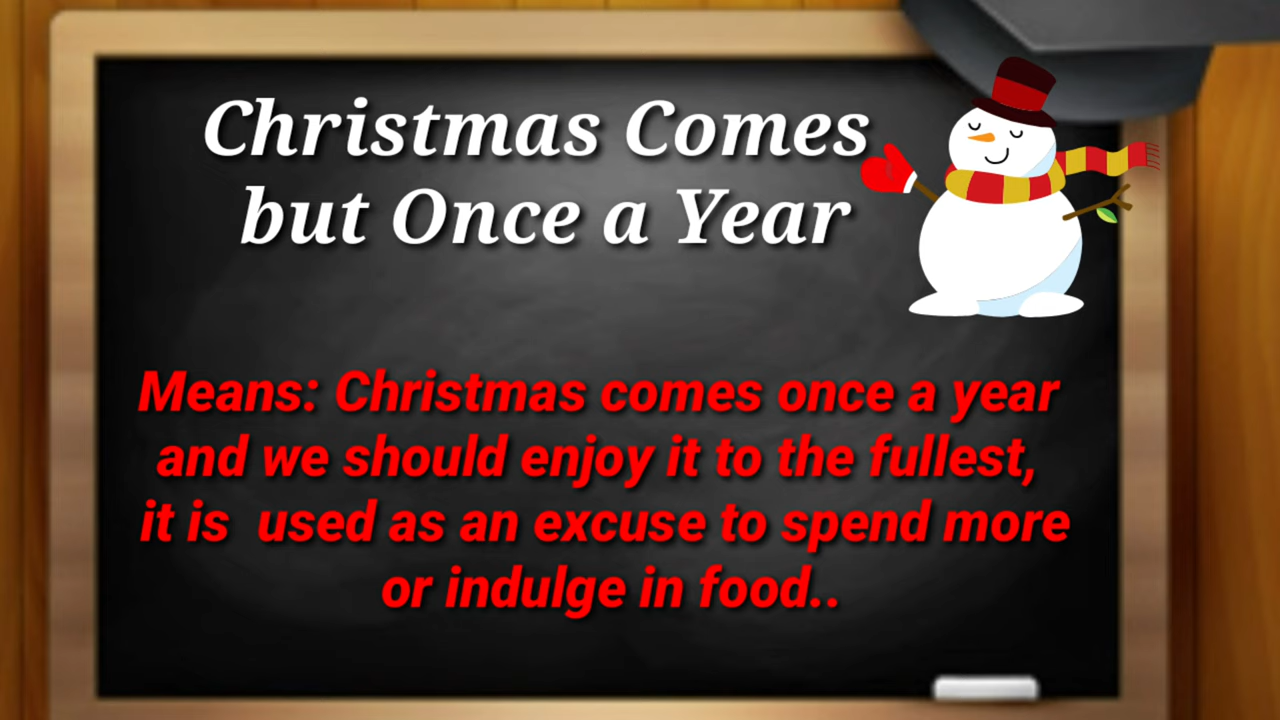 Christmas Comes
but Once a Year
Means: Christmas comes once a year
and we should enjoy it to the fullest,
it is  used as an excuse to spend more
or indulge in food..